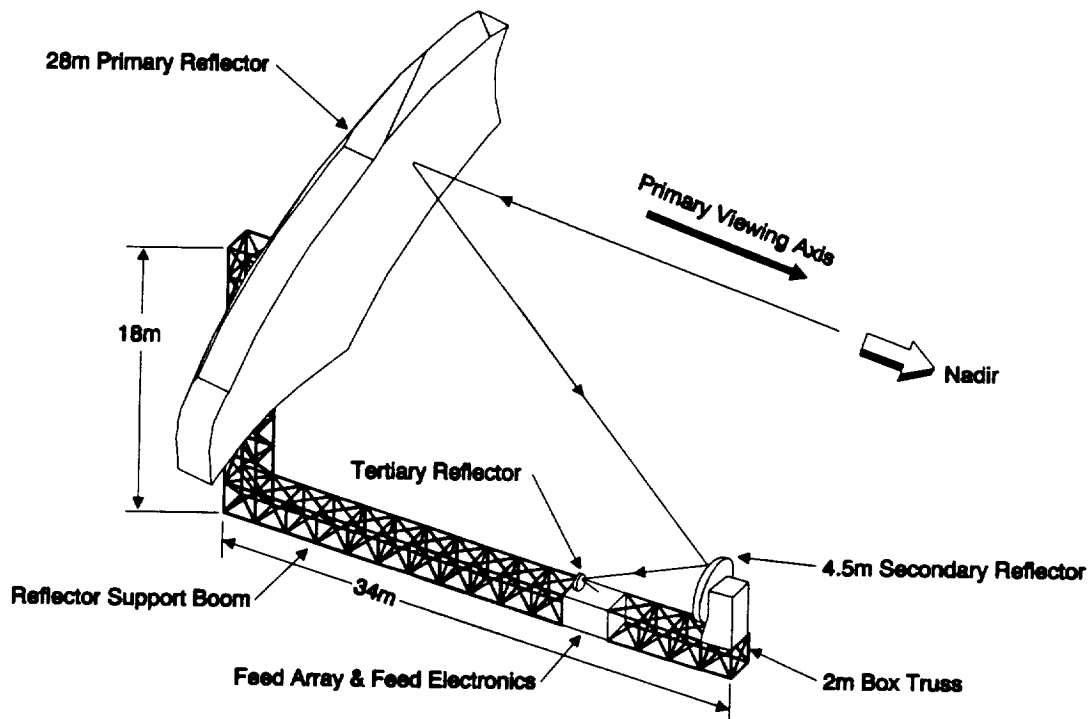 28m Primary Reflector
Primary Viewing Axis
Nadir
18m
Tertiary Reflector
4.5m Secondary Reflector
Reflector Support Boom
34m
Feed Array & Feed Electronics
2m Box Truss